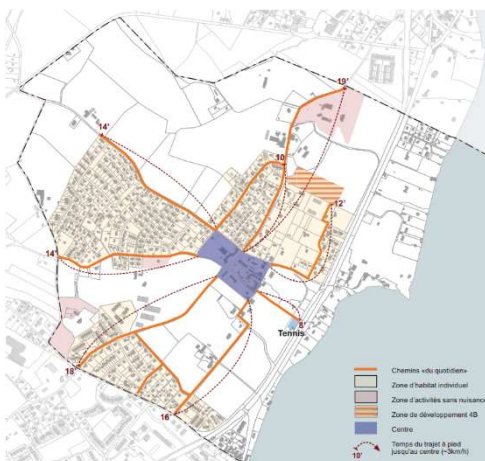 19'
14'
10'
12'
14'
8'
Tennis
18'
16'
Chemins «du quotidien»
Zone d'habitat individuel
Zone d'activités sans nuisance
Zone de développement 4B
Centre
Temps du trajet à pied
10' jusqu'au centre (~3km/h)